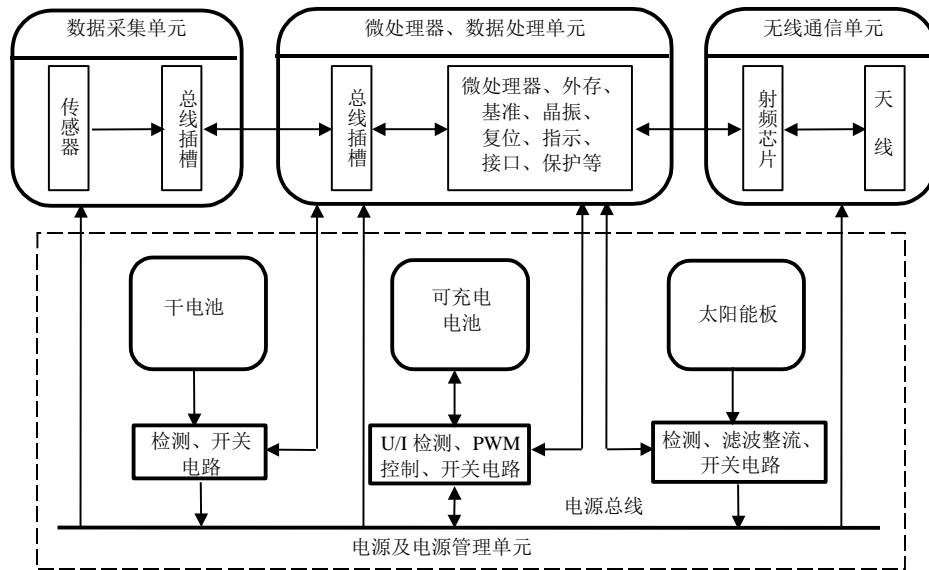 数据采集单元
微处理器、数据处理单元
无线通信单元
传感器
总线插槽
总线插槽
微处理器、外存、
基准、晶振、
复位、指示、
接口、保护等
射频芯片
天线
干电池
可充电
电池
太阳能板
检测、开关
电路
U/I 检测、PWM
控制、开关电路
检测、滤波整流、
开关电路
电源总线
电源及电源管理单元